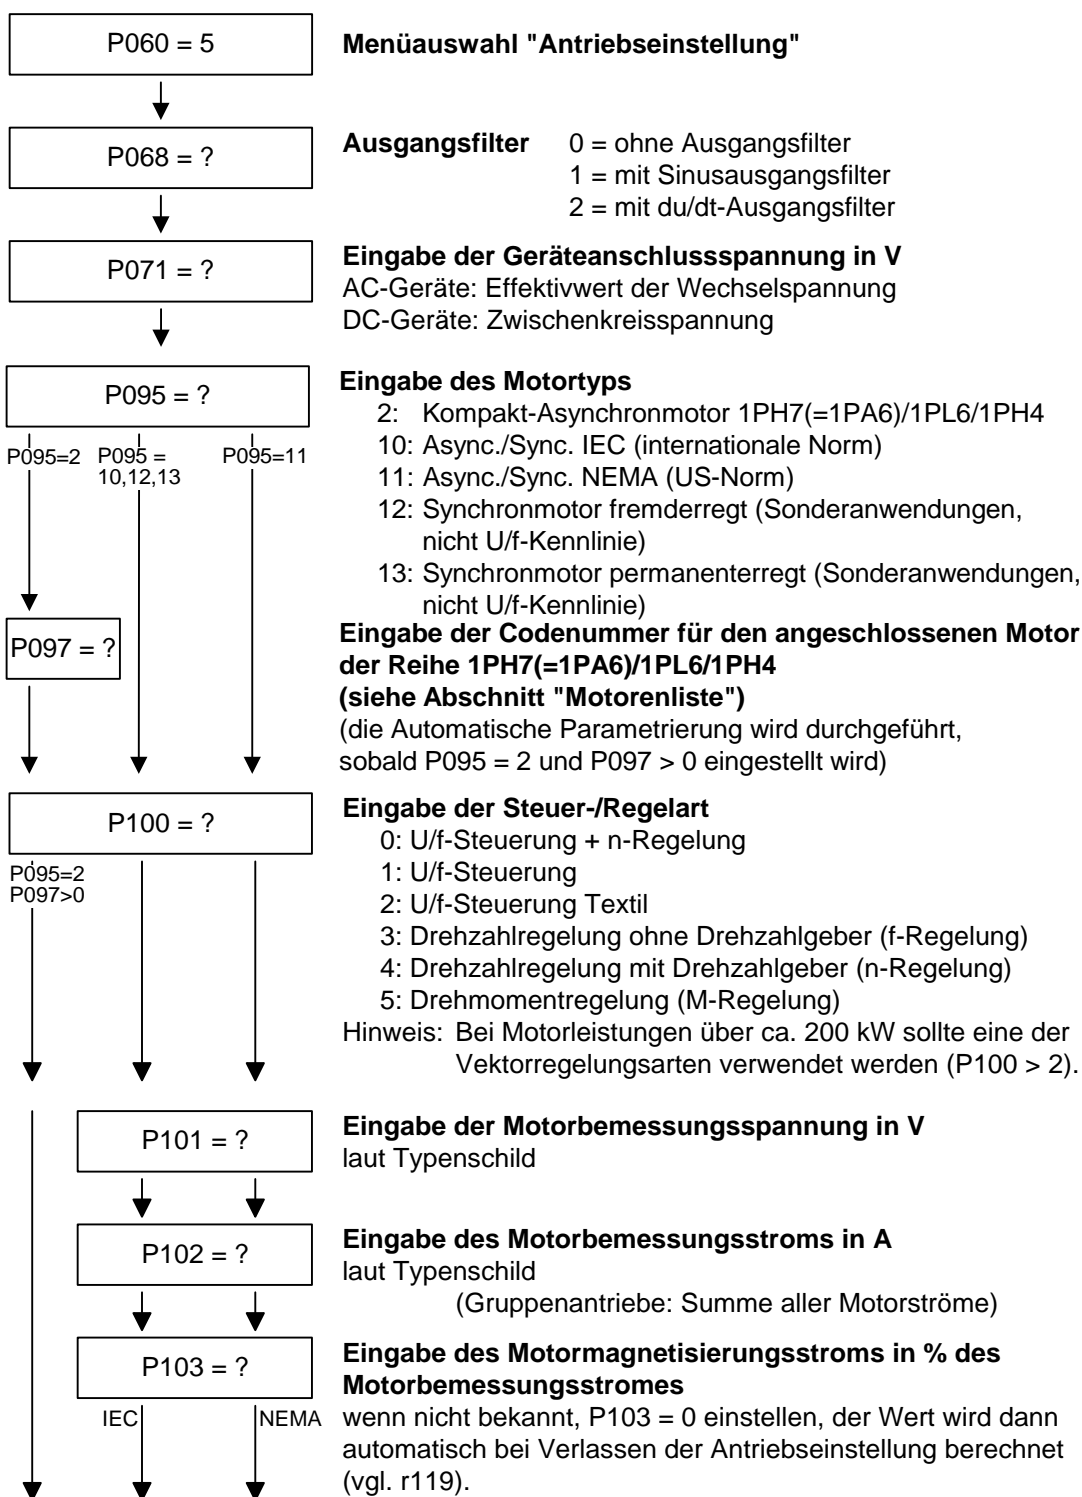 P060 = 5
Menüauswahl "Antriebseinstellung"
P068 = ?
Ausgangsfilter 0 = ohne Ausgangsfilter
1 = mit Sinusausgangsfilter
2 = mit du/dt-Ausgangsfilter
P071 = ?
Eingabe der Geräteanschlussspannung in V
AC-Geräte: Effektivwert der Wechselspannung
DC-Geräte: Zwischenkreisspannung
P095 = ?
Eingabe des Motortyps
2: Kompakt-Asynchronmotor 1PH7(=1PA6)/1PL6/1PH4
10: Async./Sync. IEC (internationale Norm)
11: Async./Sync. NEMA (US-Norm)
12: Synchronmotor fremderregt (Sonderanwendungen,
nicht U/f-Kennlinie)
13: Synchronmotor permanenterregt (Sonderanwendungen,
nicht U/f-Kennlinie)
P095=2
P095 =
10,12,13
P095=11
P097 = ?
Eingabe der Codenummer für den angeschlossenen Motor
der Reihe 1PH7(=1PA6)/1PL6/1PH4
(siehe Abschnitt "Motorenliste")
(die Automatische Parametrierung wird durchgeführt,
sobald P095 = 2 und P097 > 0 eingestellt wird)
P100 = ?
Eingabe der Steuer-/Regelart
0: U/f-Steuerung + n-Regelung
1: U/f-Steuerung
2: U/f-Steuerung Textil
3: Drehzahlregelung ohne Drehzahlgeber (f-Regelung)
4: Drehzahlregelung mit Drehzahlgeber (n-Regelung)
5: Drehmomentregelung (M-Regelung)
Hinweis: Bei Motorleistungen über ca. 200 kW sollte eine der
Vektorregelungsarten verwendet werden (P100 > 2).
P095=2
P097>0
P101 = ?
Eingabe der Motorbemessungsspannung in V
laut Typenschild
P102 = ?
Eingabe des Motorbemessungsstroms in A
laut Typenschild
(Gruppenantriebe: Summe aller Motorströme)
P103 = ?
Eingabe des Motormagnetisierungsstroms in % des
Motorbemessungsstromes
wenn nicht bekannt, P103 = 0 einstellen, der Wert wird dann
automatisch bei Verlassen der Antriebseinstellung berechnet
(vgl. r119).
IEC
NEMA